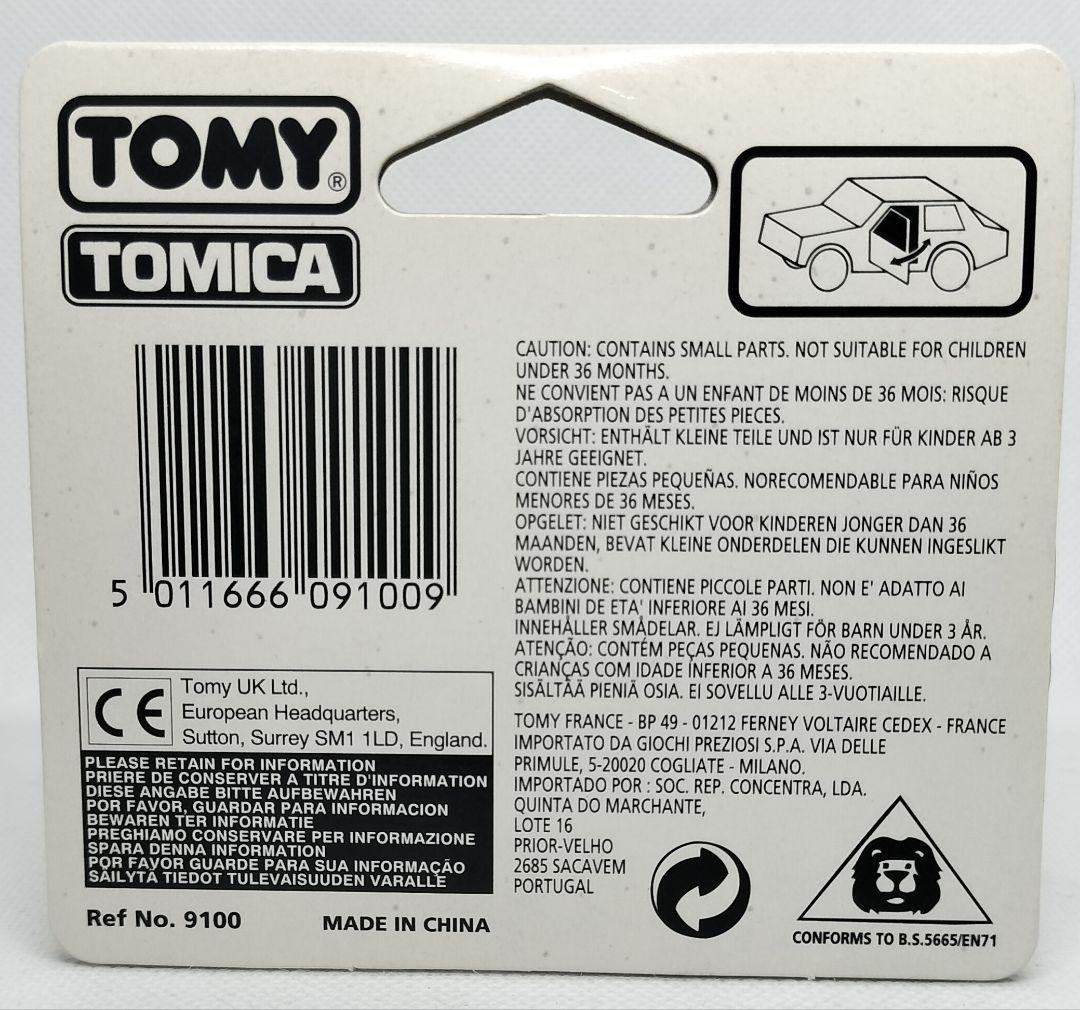 TOMY®
TOMICA
5 011666 091009
CE
Tomy UK Ltd.,
European Headquarters,
Sutton, Surrey SM1 1LD, England.
PLEASE RETAIN FOR INFORMATION
PRIERE DE CONSERVER A TITRE D'INFORMATION
DIESE ANGABE BITTE AUFBEWAHREN
POR FAVOR, GUARDAR PARA INFORMACION
BEWAREN TER INFORMATIE
PREGHIAMO CONSERVARE PER INFORMAZIONE
SPARA DENNA INFORMATION
POR FAVOR GUARDE PARA SUA INFORMAÇÃO
SÄILYTÄ TIEDOT TULEVAISUUDEN VARALLE
Ref No. 9100
MADE IN CHINA
CAUTION: CONTAINS SMALL PARTS. NOT SUITABLE FOR CHILDREN
UNDER 36 MONTHS.
NE CONVIENT PAS A UN ENFANT DE MOINS DE 36 MOIS: RISQUE
D'ABSORPTION DES PETITES PIECES.
VORSICHT: ENTHÄLT KLEINE TEILE UND IST NUR FÜR KINDER AB 3
JAHRE GEEIGNET.
CONTIENE PIEZAS PEQUEÑAS. NORECOMENDABLE PARA NIÑOS
MENORES DE 36 MESES.
OPGELET: NIET GESCHIKT VOOR KINDEREN JONGER DAN 36
MAANDEN, BEVAT KLEINE ONDERDELEN DIE KUNNEN INGESLIKT
WORDEN.
ATTENZIONE: CONTIENE PICCOLE PARTI. NON E' ADATTO AI
BAMBINI DE ETA' INFERIORE AI 36 MESI.
INNEHÅLLER SMÅDELAR. EJ LÄMPLIGT FÖR BARN UNDER 3 ÅR.
ATENÇÃO: CONTÉM PEÇAS PEQUENAS. NÃO RECOMENDADO A
CRIANÇAS COM IDADE INFERIOR A 36 MESES.
SISÄLTÄÄ PIENIÄ OSIA. EI SOVELLU ALLE 3-VUOTIAILLE.
TOMY FRANCE - BP 49 - 01212 FERNEY VOLTAIRE CEDEX - FRANCE
IMPORTATO DA GIOCHI PREZIOSI S.P.A. VIA DELLE
PRIMULE, 5-20020 COGLIATE - MILANO.
IMPORTADO POR : SOC. REP. CONCENTRA, LDA.
QUINTA DO MARCHANTE,
LOTE 16
PRIOR-VELHO
2685 SACAVEM
PORTUGAL
CONFORMS TO B.S.5665/EN71